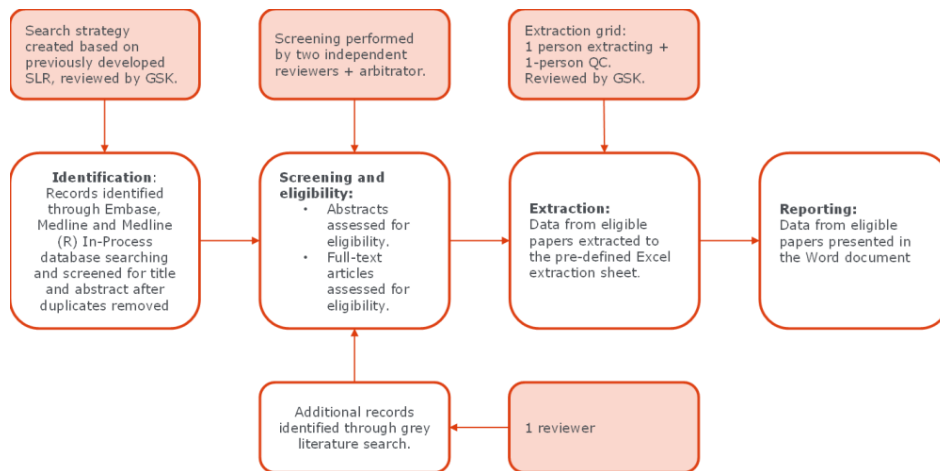 Search strategy
created based on
previously developed
SLR, reviewed by GSK.
Screening performed
by two independent
reviewers + arbitrator.
Extraction grid:
1 person extracting +
1-person QC.
Reviewed by GSK.
Identification:
Records identified
through Embase,
Medline and Medline
(R) In-Process
database searching
and screened for title
and abstract after
duplicates removed
Screening and
eligibility:
• Abstracts
assessed for
eligibility.
• Full-text
articles
assessed for
eligibility.
Extraction:
Data from eligible
papers extracted to
the pre-defined Excel
extraction sheet.
Reporting:
Data from eligible
papers presented in
the Word document
Additional records
identified through grey
literature search.
1 reviewer